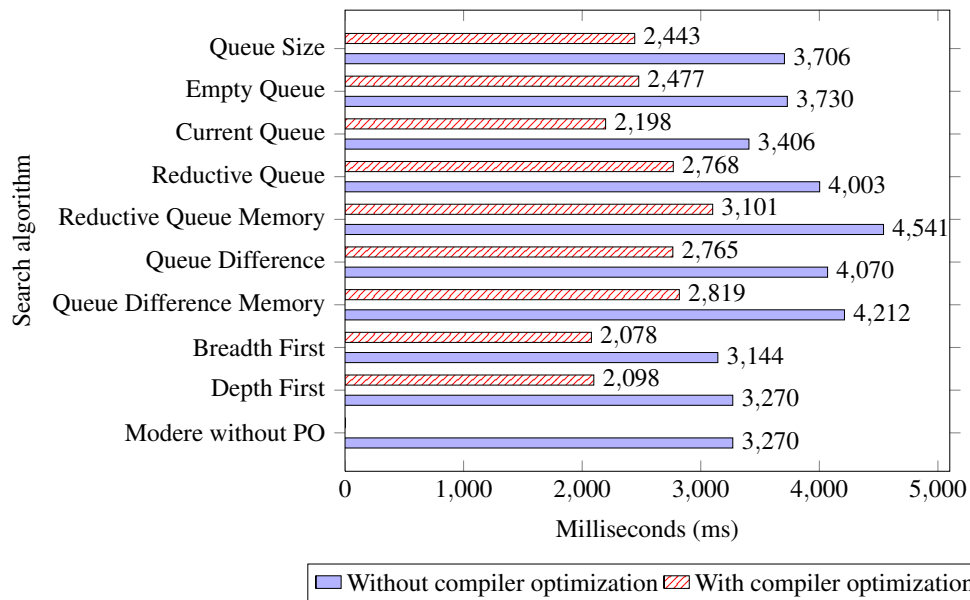 Search algorithm
Queue Size
2,443
3,706
Empty Queue
2,477
3,730
Current Queue
2,198
3,406
Reductive Queue
2,768
4,003
Reductive Queue Memory
3,101
4,541
Queue Difference
2,765
4,070
Queue Difference Memory
2,819
4,212
Breadth First
2,078
3,144
Depth First
2,098
3,270
Modere without PO
3,270
0 1,000 2,000 3,000 4,000 5,000
Milliseconds (ms)
Without compiler optimization With compiler optimization